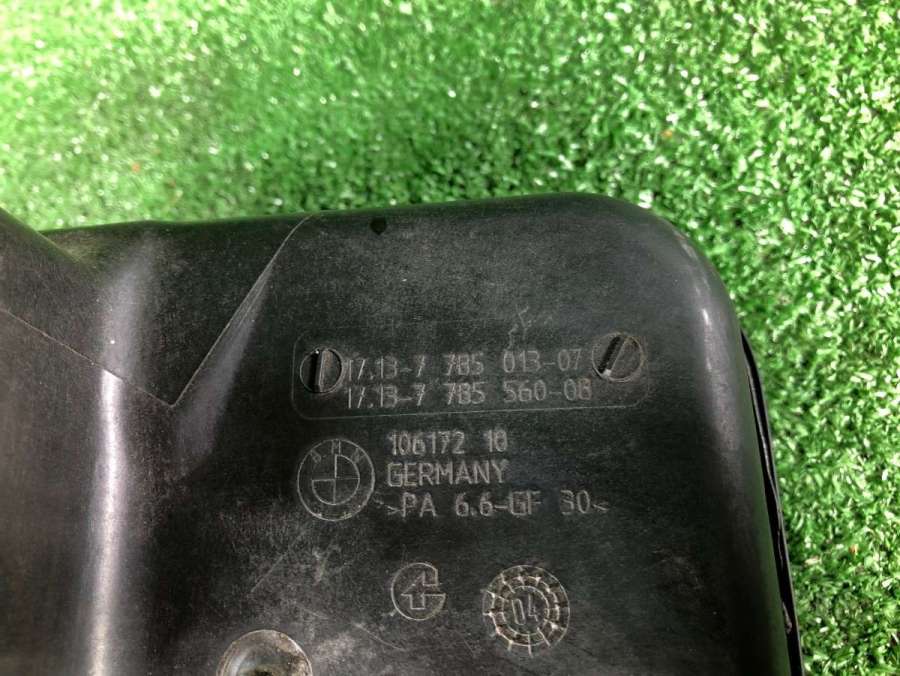 17.13-7 785 013-07
17.13-7 785 560-08
106172 10
GERMANY
>PA 6.6-GF 30<
BMW
04